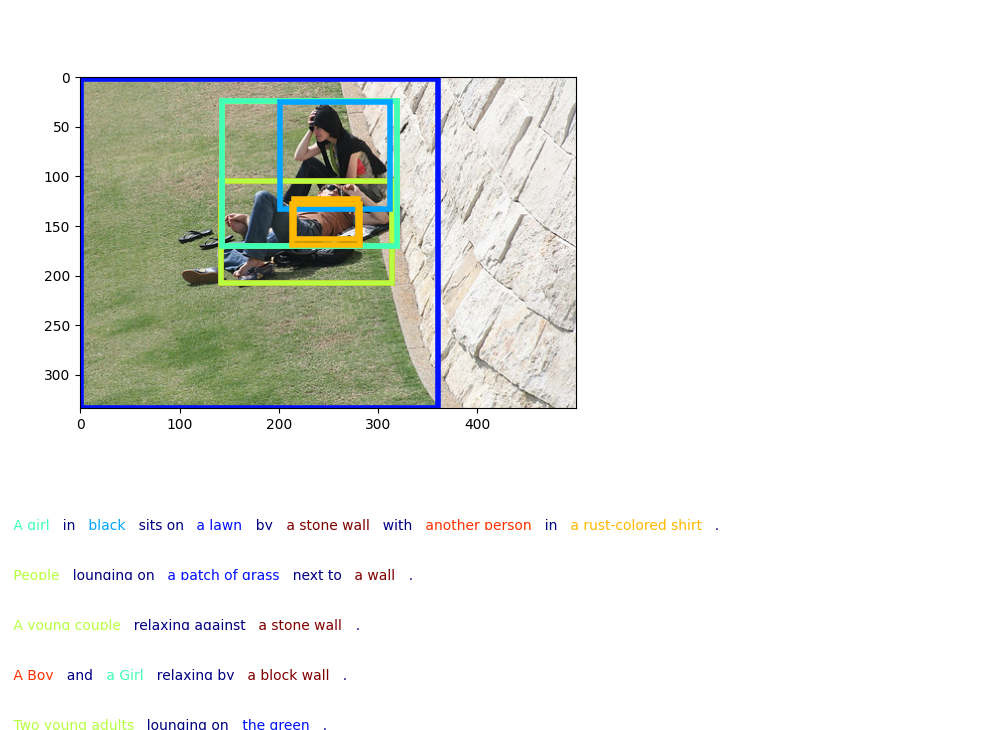 0
50
100
150
200
250
300
0 100 200 300 400
A girl in black sits on a lawn by a stone wall with another person in a rust-colored shirt .
People lounging on a patch of grass next to a wall .
A young couple relaxing against a stone wall .
A Boy and a Girl relaxing by a block wall .
Two young adults lounging on the green .